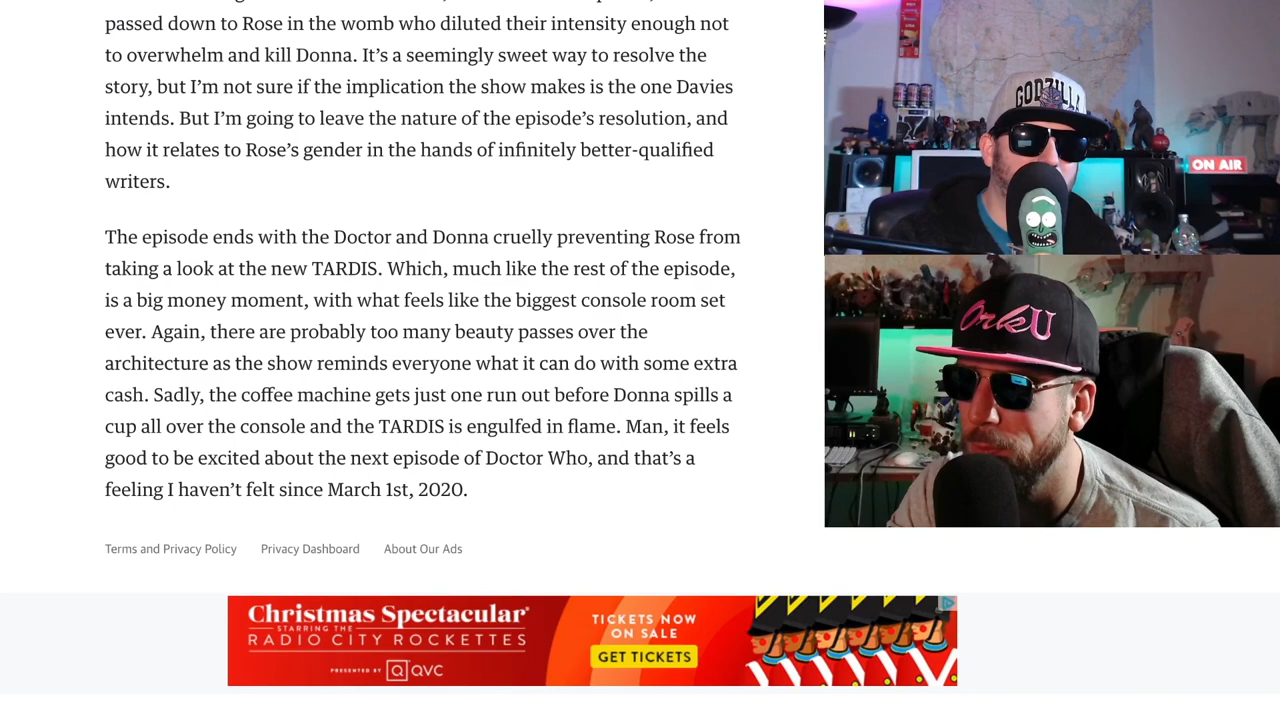 passed down to Rose in the womb who diluted their intensity enough not
to overwhelm and kill Donna. It’s a seemingly sweet way to resolve the
story, but I’m not sure if the implication the show makes is the one Davies
intends. But I’m going to leave the nature of the episode’s resolution, and
how it relates to Rose’s gender in the hands of infinitely better-qualified
writers.
The episode ends with the Doctor and Donna cruelly preventing Rose from
taking a look at the new TARDIS. Which, much like the rest of the episode,
is a big money moment, with what feels like the biggest console room set
ever. Again, there are probably too many beauty passes over the
architecture as the show reminds everyone what it can do with some extra
cash. Sadly, the coffee machine gets just one run out before Donna spills a
cup all over the console and the TARDIS is engulfed in flame. Man, it feels
good to be excited about the next episode of Doctor Who, and that’s a
feeling I haven’t felt since March 1st, 2020.
Terms and Privacy Policy Privacy Dashboard About Our Ads
GODZILLA
ON AIR
OrkU
Christmas Spectacular®
STARRING THE
RADIO CITY ROCKETTES
PRESENTED BY Q QVC
TICKETS NOW
ON SALE
GET TICKETS